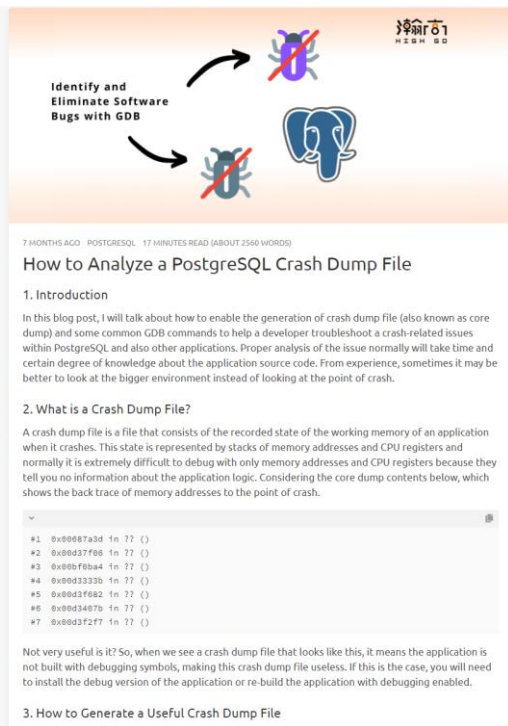 瀚高
HIGH GO
Identify and
Eliminate Software
Bugs with GDB
7 MONTHS AGO POSTGRESQL 17 MINUTES READ (ABOUT 2560 WORDS)
How to Analyze a PostgreSQL Crash Dump File
1. Introduction
In this blog post, I will talk about how to enable the generation of crash dump file (also known as core
dump) and some common GDB commands to help a developer troubleshoot a crash-related issues
within PostgreSQL and also other applications. Proper analysis of the issue normally will take time and
certain degree of knowledge about the application source code. From experience, sometimes it may be
better to look at the bigger environment instead of looking at the point of crash.
2. What is a Crash Dump File?
A crash dump file is a file that consists of the recorded state of the working memory of an application
when it crashes. This state is represented by stacks of memory addresses and CPU registers and
normally it is extremely difficult to debug with only memory addresses and CPU registers because they
tell you no information about the application logic. Considering the core dump contents below, which
shows the back trace of memory addresses to the point of crash.
#1 0x00687a3d in ?? ()
#2 0x00d37f06 in ?? ()
#3 0x00bf0ba4 in ?? ()
#4 0x00d3333b in ?? ()
#5 0x00d3f682 in ?? ()
#6 0x00d3407b in ?? ()
#7 0x00d3f2f7 in ?? ()
Not very useful is it? So, when we see a crash dump file that looks like this, it means the application is
not built with debugging symbols, making this crash dump file useless. If this is the case, you will need
to install the debug version of the application or re-build the application with debugging enabled.
3. How to Generate a Useful Crash Dump File